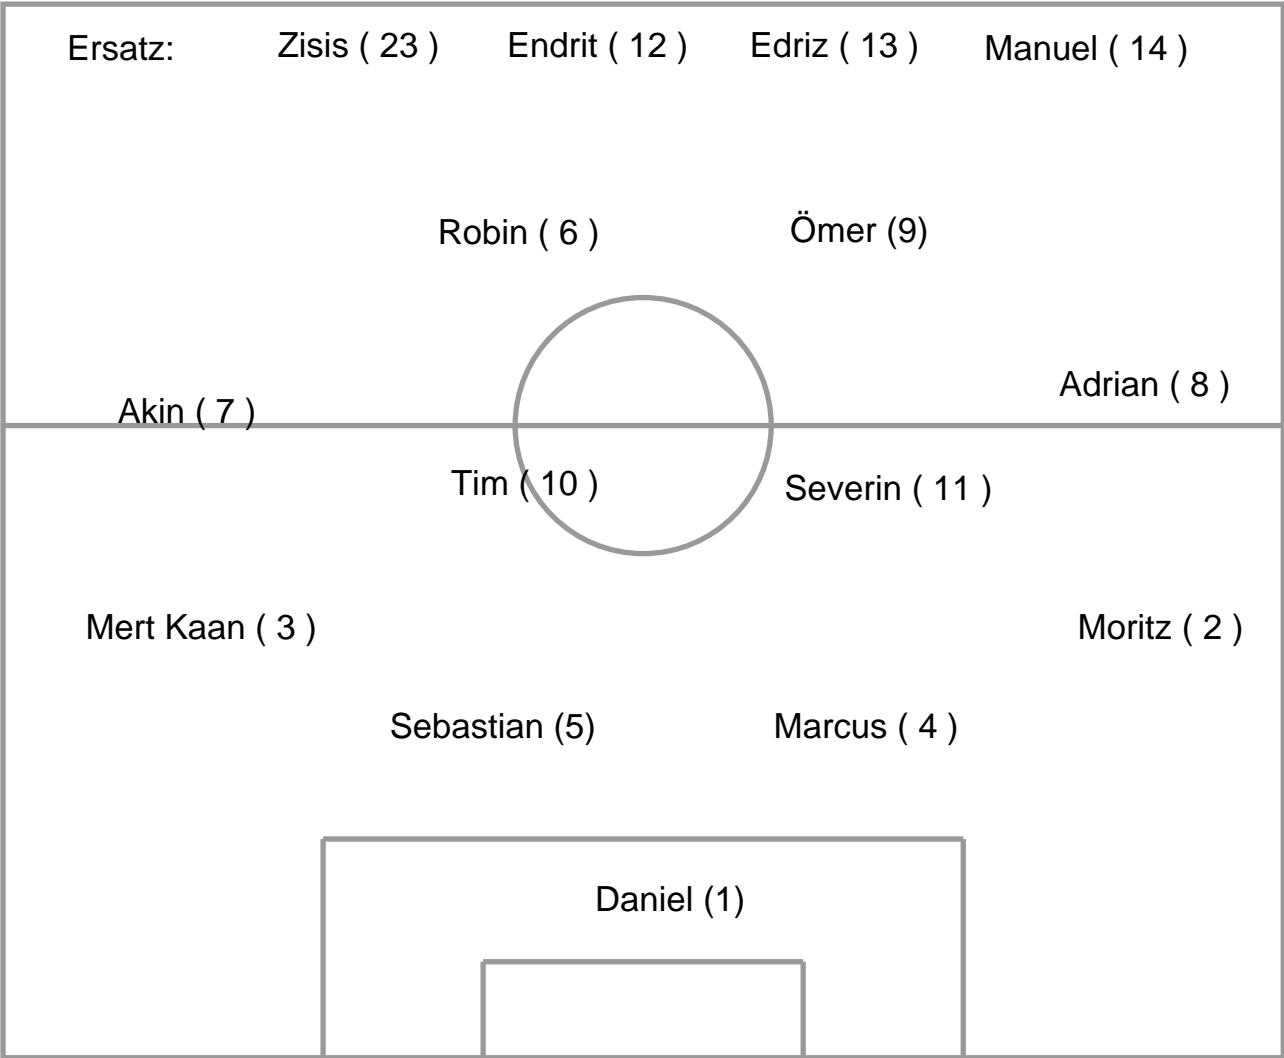 Ersatz: Zisis ( 23 ) Endrit ( 12 ) Edriz ( 13 ) Manuel ( 14 )
Robin ( 6 ) Ömer (9)
Adrian ( 8 )
Akin ( 7 )
Tim ( 10 ) Severin ( 11 )
Mert Kaan ( 3 ) Moritz ( 2 )
Sebastian (5) Marcus ( 4 )
Daniel (1)